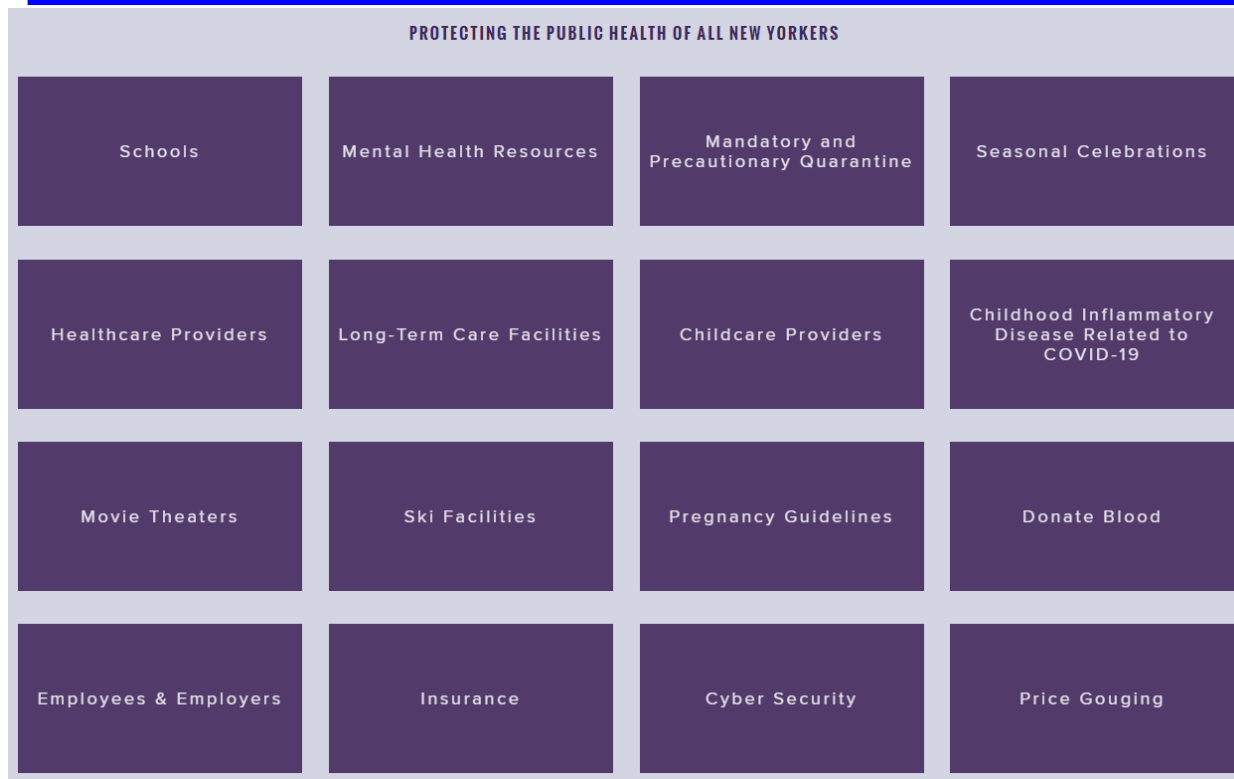 PROTECTING THE PUBLIC HEALTH OF ALL NEW YORKERS
Schools
Mental Health Resources
Mandatory and
Precautionary Quarantine
Seasonal Celebrations
Healthcare Providers
Long-Term Care Facilities
Childcare Providers
Childhood Inflammatory
Disease Related to
COVID-19
Movie Theaters
Ski Facilities
Pregnancy Guidelines
Donate Blood
Employees & Employers
Insurance
Cyber Security
Price Gouging